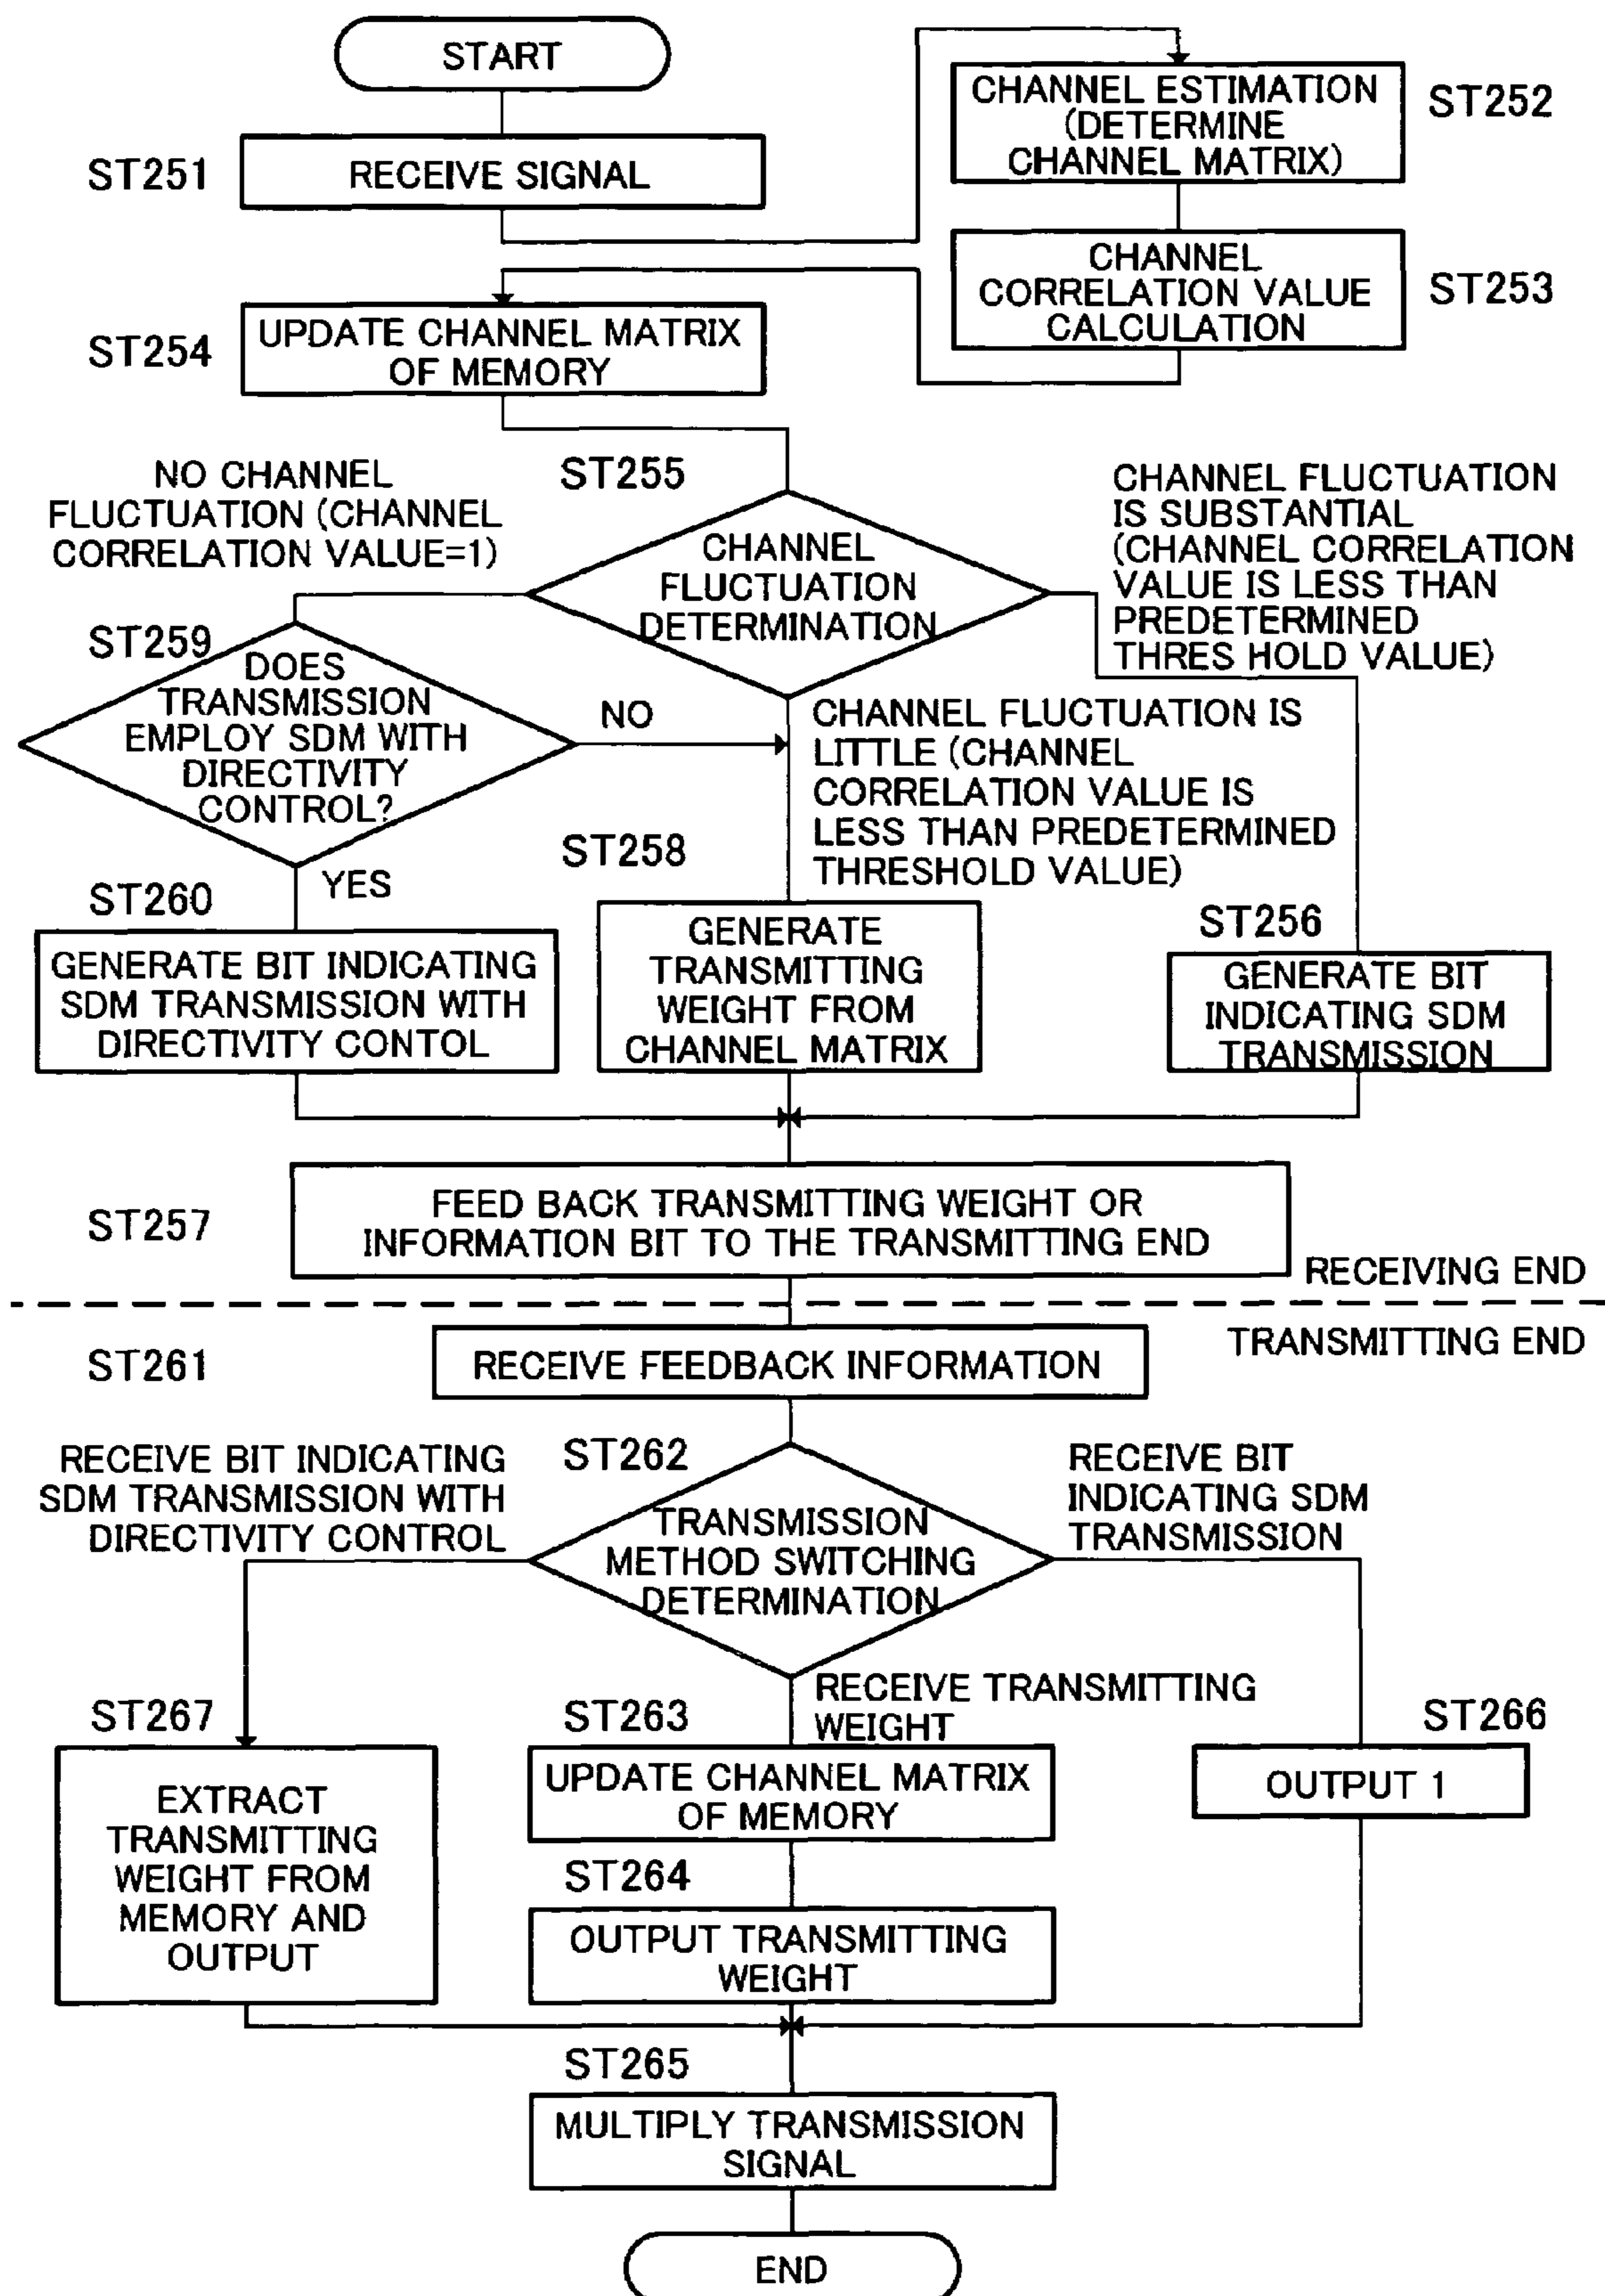 START
ST251
RECEIVE SIGNAL
CHANNEL ESTIMATION
(DETERMINE
CHANNEL MATRIX)
ST252
CHANNEL
CORRELATION VALUE
CALCULATION
ST253
ST254
UPDATE CHANNEL MATRIX
OF MEMORY
NO CHANNEL
FLUCTUATION (CHANNEL
CORRELATION VALUE=1)
ST255
CHANNEL
FLUCTUATION
DETERMINATION
CHANNEL FLUCTUATION
IS SUBSTANTIAL
(CHANNEL CORRELATION
VALUE IS LESS THAN
PREDETERMINED
THRES HOLD VALUE)
ST259
DOES
TRANSMISSION
EMPLOY SDM WITH
DIRECTIVITY
CONTROL?
NO
CHANNEL FLUCTUATION IS
LITTLE (CHANNEL
CORRELATION VALUE IS
LESS THAN PREDETERMINED
THRESHOLD VALUE)
YES
ST260
GENERATE BIT INDICATING
SDM TRANSMISSION WITH
DIRECTIVITY CONTOL
ST258
GENERATE
TRANSMITTING
WEIGHT FROM
CHANNEL MATRIX
ST256
GENERATE BIT
INDICATING SDM
TRANSMISSION
ST257
FEED BACK TRANSMITTING WEIGHT OR
INFORMATION BIT TO THE TRANSMITTING END
RECEIVING END
TRANSMITTING END
ST261
RECEIVE FEEDBACK INFORMATION
RECEIVE BIT INDICATING
SDM TRANSMISSION WITH
DIRECTIVITY CONTROL
ST262
TRANSMISSION
METHOD SWITCHING
DETERMINATION
RECEIVE BIT
INDICATING SDM
TRANSMISSION
RECEIVE TRANSMITTING
WEIGHT
ST267
EXTRACT
TRANSMITTING
WEIGHT FROM
MEMORY AND
OUTPUT
ST263
UPDATE CHANNEL MATRIX
OF MEMORY
ST266
OUTPUT 1
ST264
OUTPUT TRANSMITTING
WEIGHT
ST265
MULTIPLY TRANSMISSION
SIGNAL
END